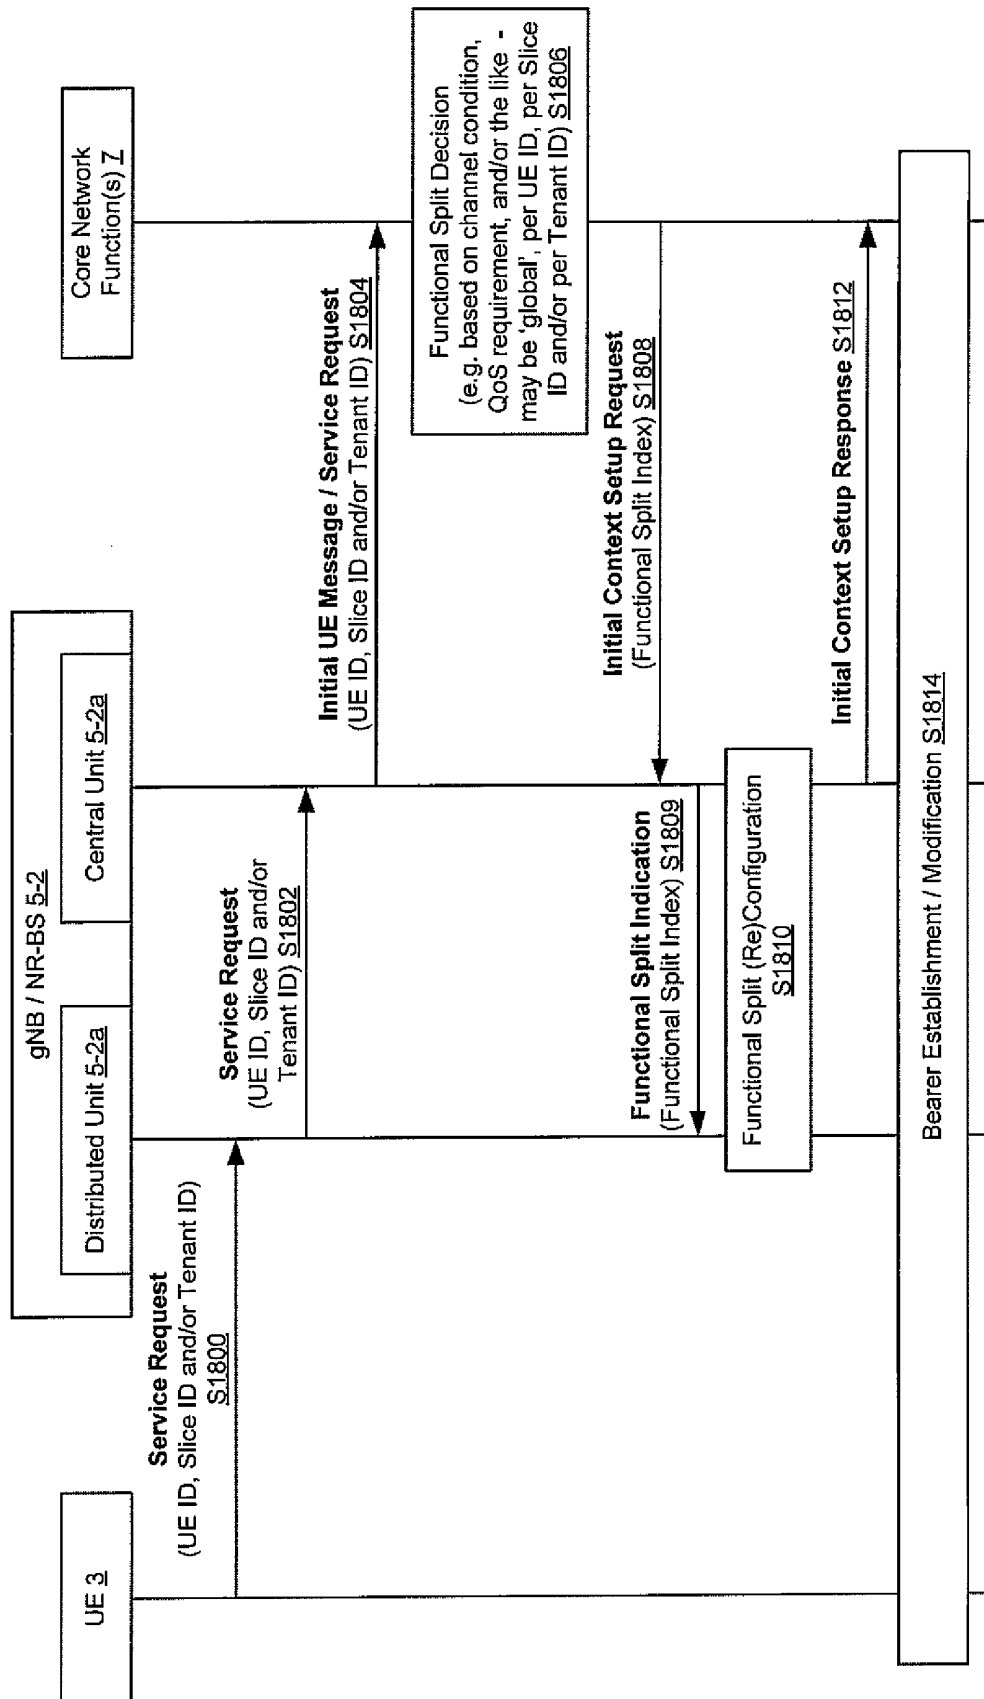 gNB / NR-BS 5-2
UE 3
Distributed Unit 5-2a
Central Unit 5-2a
Core Network
Function(s) 7
Service Request
(UE ID, Slice ID and/or Tenant ID)
S1800
Service Request
(UE ID, Slice ID and/or
Tenant ID) S1802
Initial UE Message / Service Request
(UE ID, Slice ID and/or Tenant ID) S1804
Functional Split Decision
(e.g. based on channel condition,
QoS requirement, and/or the like -
may be 'global', per UE ID, per Slice
ID and/or per Tenant ID) S1806
Initial Context Setup Request
(Functional Split Index) S1808
Functional Split Indication
(Functional Split Index) S1809
Functional Split (Re)Configuration
S1810
Initial Context Setup Response S1812
Bearer Establishment / Modification S1814